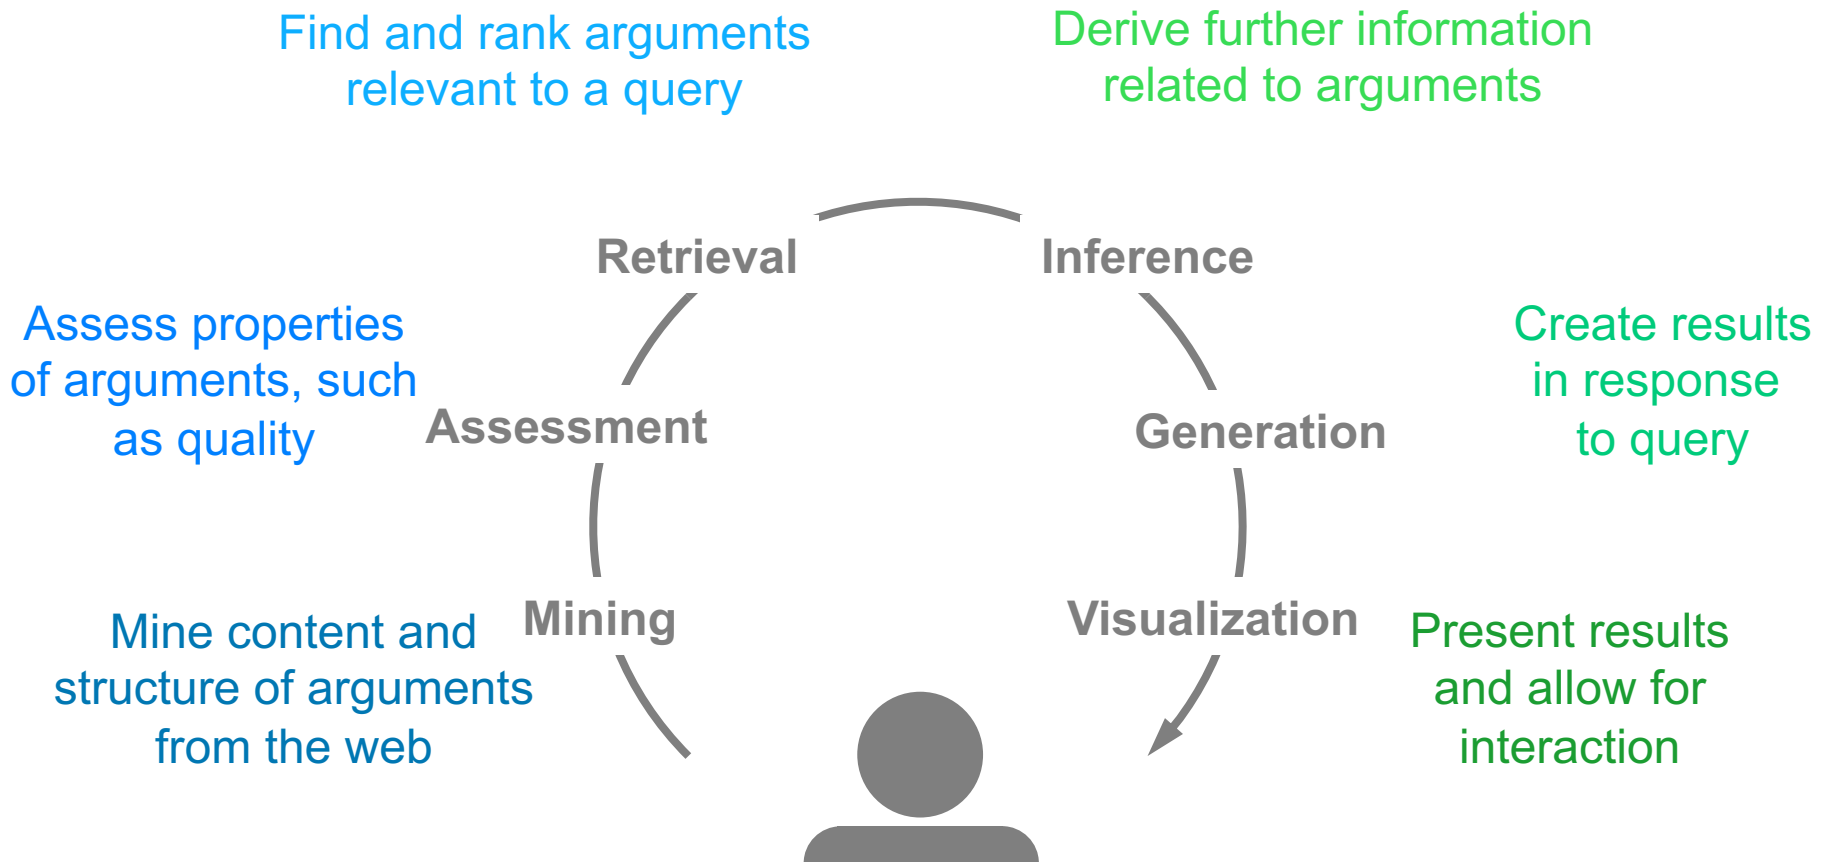 Find and rank arguments
relevant to a query
Derive further information
related to arguments
Retrieval
Inference
Assess properties
of arguments, such
as quality
Assessment
Generation
Create results
in response
to query
Mine content and
structure of arguments
from the web
Mining
Visualization
Present results
and allow for
interaction